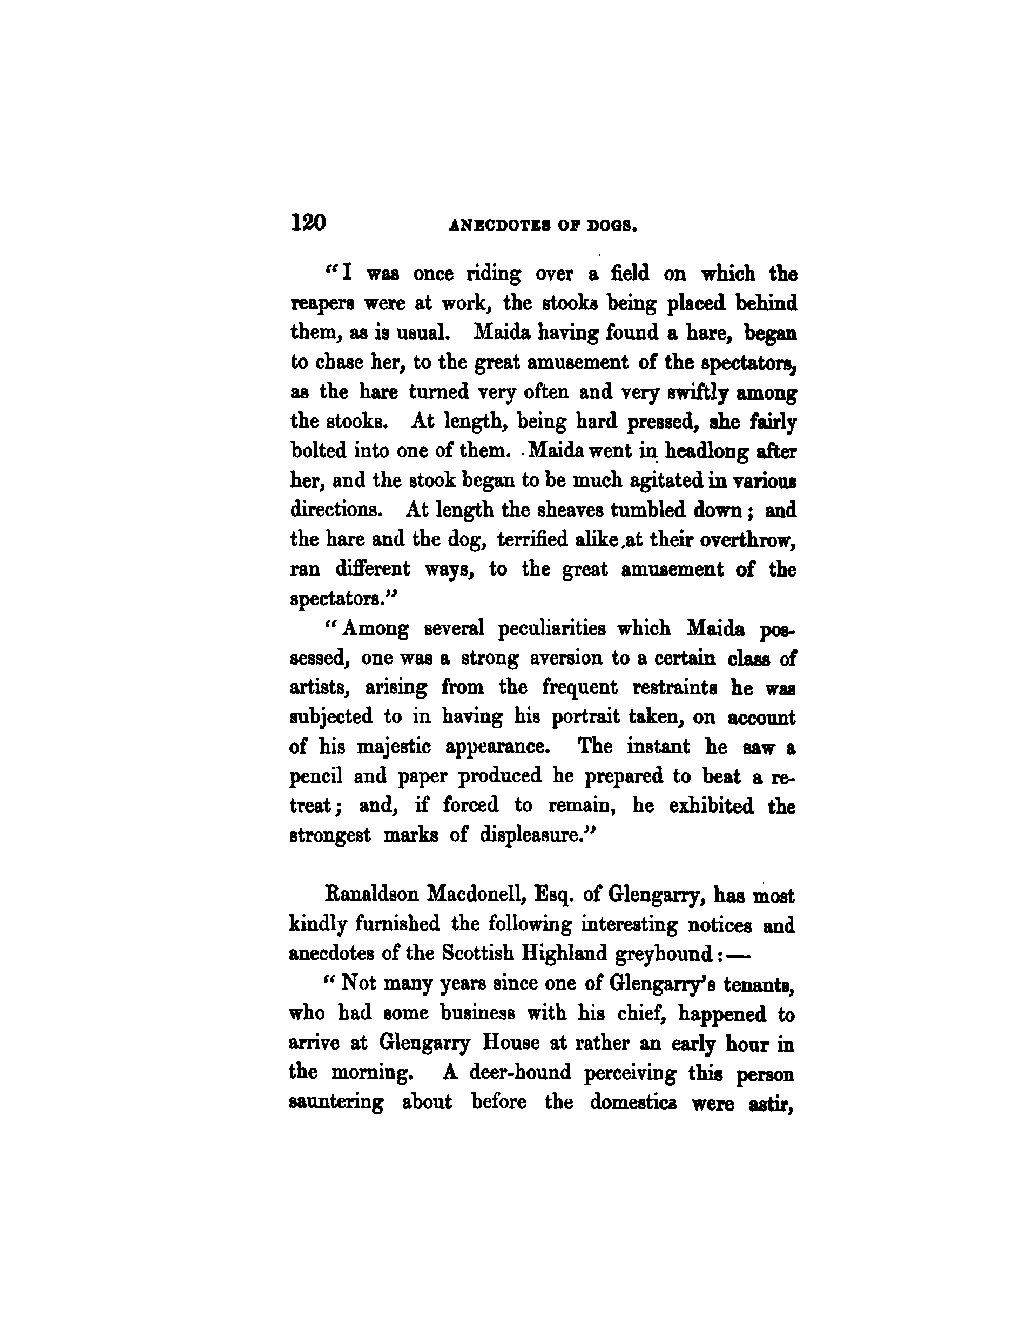 120 ANECDOTES OF DOGS.
“I was once riding over a field on which the
reapers were at work, the stooks being placed behind
them, as is usual. Maida having found a hare, began
to chase her, to the great amusement of the spectators,
as the hare turned very often and very swiftly among
the stooks. At length, being hard pressed, she fairly
bolted into one of them. Maida went in headlong after
her, and the stook began to be much agitated in various
directions. At length the sheaves tumbled down; and
the hare and the dog, terrified alike at their overthrow,
ran different ways, to the great amusement of the
spectators.”
“Among several peculiarities which Maida pos-
sessed, one was a strong aversion to a certain class of
artists, arising from the frequent restraints he was
subjected to in having his portrait taken, on account
of his majestic appearance. The instant he saw a
pencil and paper produced he prepared to beat a re-
treat; and, if forced to remain, he exhibited the
strongest marks of displeasure.”
Ranaldson Macdonell, Esq. of Glengarry, has most
kindly furnished the following interesting notices and
anecdotes of the Scottish Highland greyhound:—
“Not many years since one of Glengarry’s tenants,
who had some business with his chief, happened to
arrive at Glengarry House at rather an early hour in
the morning. A deer-hound perceiving this person
sauntering about before the domestics were astir,